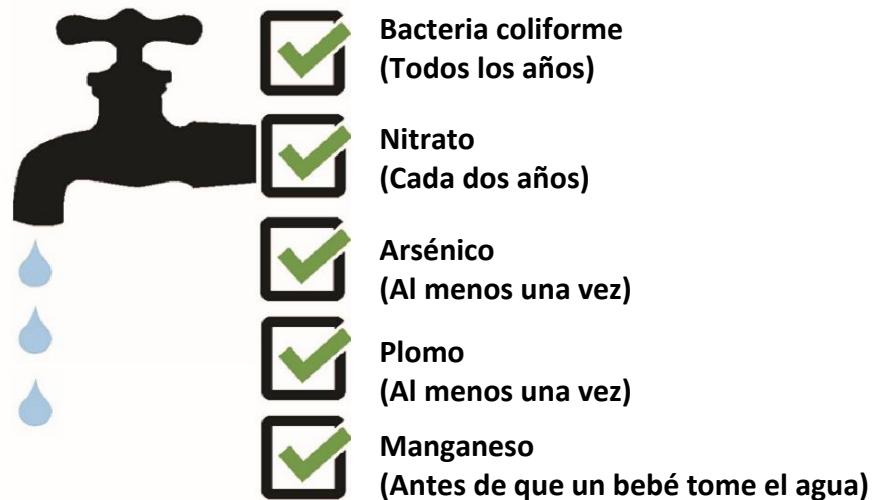 Bacteria coliforme
(Todos los años)
Nitrato
(Cada dos años)
Arsénico
(Al menos una vez)
Plomo
(Al menos una vez)
Manganeso
(Antes de que un bebé tome el agua)